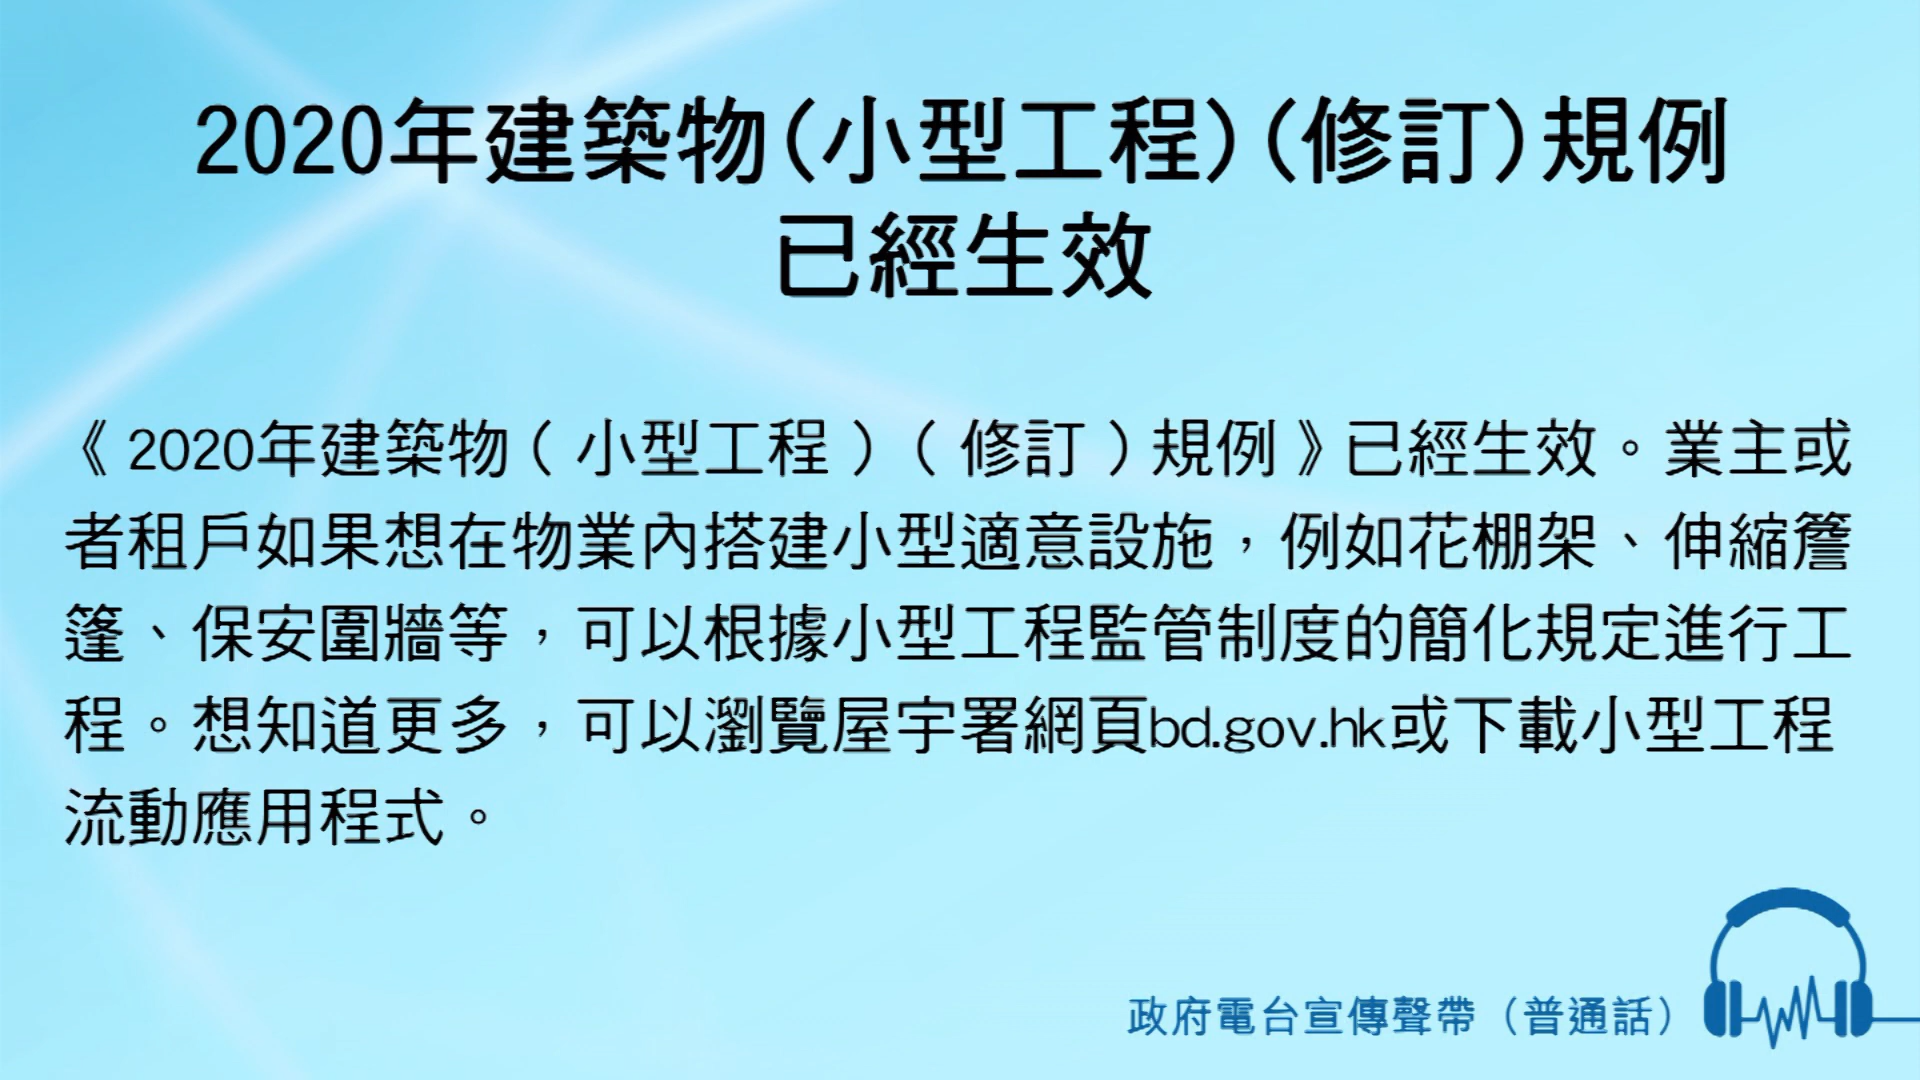 2020年建築物(小型工程)(修訂)規例
已經生效
《2020年建築物(小型工程)(修訂)規例》已經生效。業主或
者租戶如果想在物業內搭建小型適意設施,例如花棚架、伸縮簷
篷、保安圍牆等,可以根據小型工程監管制度的簡化規定進行工
程。想知道更多,可以瀏覽屋宇署網頁bd.gov.hk或下載小型工程
流動應用程式。
政府電台宣傳聲帶(普通話)